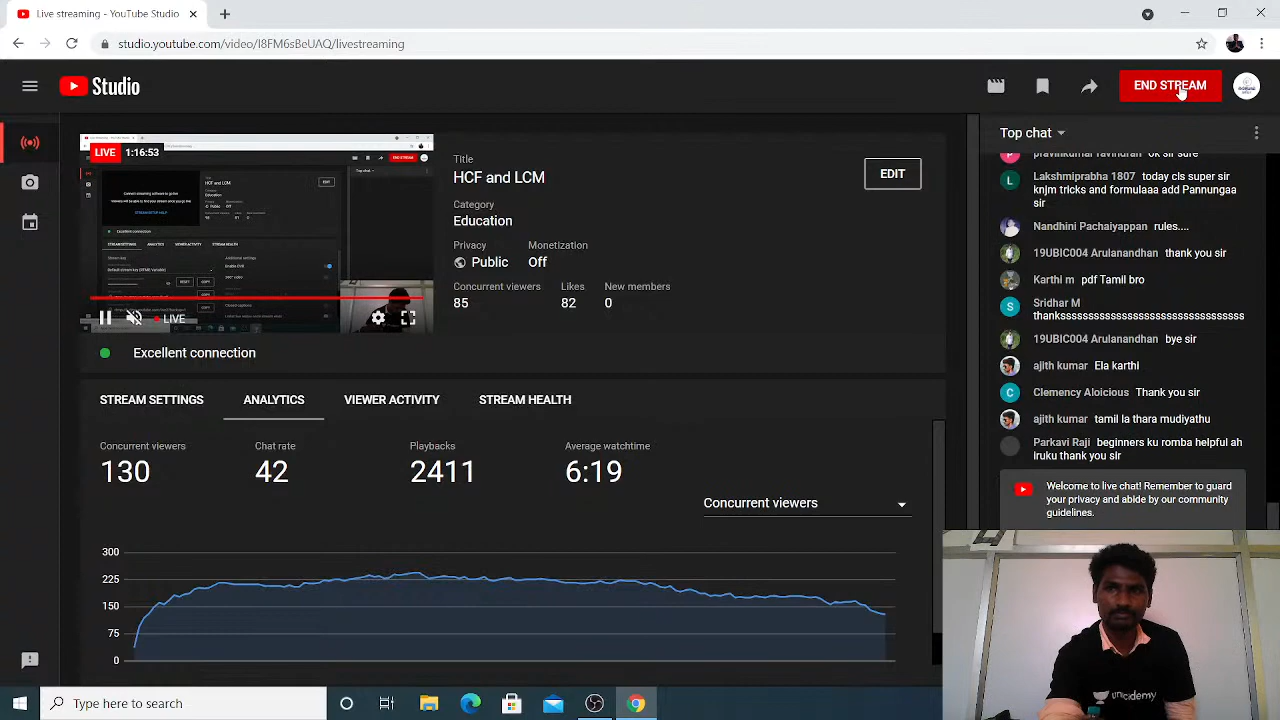 Live streaming - YouTube Studio
studio.youtube.com/video/I8FM6sBeUAQ/livestreaming
Studio
END STREAM
LIVE 1:16:53
LIVE
Title
HCF and LCM
EDIT
Category
Education
Privacy Monetization
Public Off
Concurrent viewers Likes New members
85 82 0
Excellent connection
STREAM SETTINGS ANALYTICS VIEWER ACTIVITY STREAM HEALTH
Concurrent viewers Chat rate Playbacks Average watchtime
130 42 2411 6:19
Concurrent viewers
300
225
150
75
0
Top chat
Lakshmiprabha 1807 today cls super sir
knjm tricks and formulaaa add Pannungaa
sir
Nandhini Padmanayappan
rules....
19UBIC004 Arulanandhan thank you sir
Karthi m pa tamil bro
Sridhar M
thankssssssssssssssssssssssssssssssss
19UBIC004 Arulanandhan bye sir
ajith kumar Ela karthi
Clemency Aloicious Thank you sir
ajith kumar tamil la thara mudiyathu
Parkavi Raji beginners ku romba helpful ah
iruku thank you sir
Welcome to live chat! Remember to guard
your privacy and abide by our community
guidelines.
Type here to search